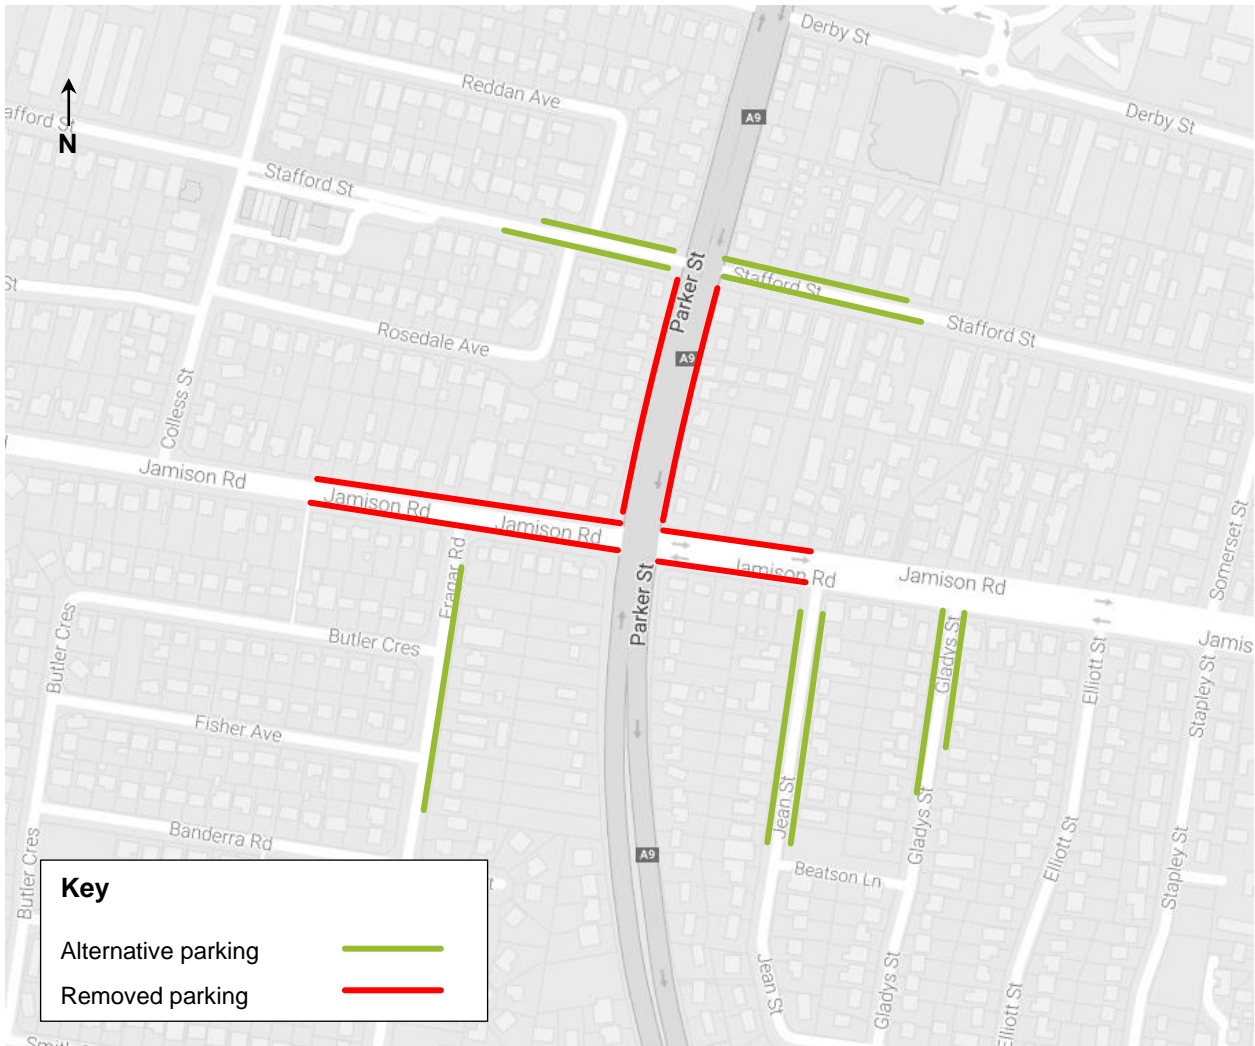 Derby St
Reddan Ave
Derby St
A9
afford St
N
Stafford St
Parker St
Stafford St
Stafford St
St
Rosedale Ave
A9
Colless St
Jamison Rd
Jamison Rd
Jamison Rd
Jamison Rd
Jamison Rd
Somerset St
Fragar Rd
Parker St
Butler Cres
Butler Cres
Gladys St
Elliott St
Jamis
Stapley St
Fisher Ave
Jean St
Banderra Rd
Gladys St
Elliott St
Stapley St
A9
Butler Cres
Beatson Ln
Key
Alternative parking
Removed parking
Jean St
Gladys St
Elliott St